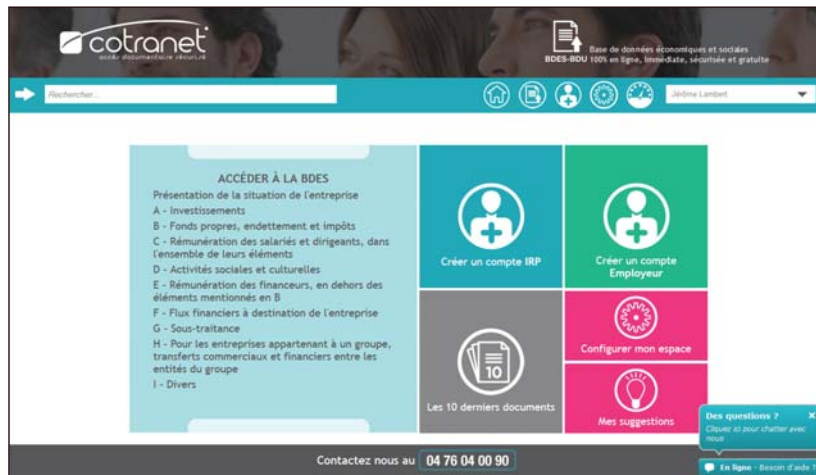 cotranet
accès documentaire sécurisé
Base de données économiques et sociales
BDES-BDU 100% en ligne, immédiate, sécurisée et gratuite
Rechercher...
Jérôme Lambert
ACCÉDER À LA BDES
Présentation de la situation de l'entreprise
A - Investissements
B - Fonds propres, endettement et impôts
C - Rémunération des salariés et dirigeants, dans
l'ensemble de leurs éléments
D - Activités sociales et culturelles
E - Rémunération des financeurs, en dehors des
éléments mentionnés en B
F - Flux financiers à destination de l'entreprise
G - Sous-traitance
H - Pour les entreprises appartenant à un groupe,
transferts commerciaux et financiers entre les
entités du groupe
I - Divers
Créer un compte IRP
Créer un compte
Employeur
10
Les 10 derniers documents
Configurer mon espace
Mes suggestions
Des questions ? X
Cliquez ici pour chatter avec
nous
En ligne - Besoin d'aide ?
Contactez nous au 04 76 04 00 90